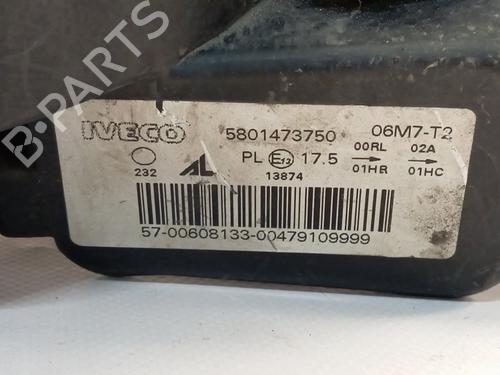 B-PARTS
IVECO 5801473750 06M7-T2
232 AL PL E13 17.5 00RL 02A
13874 01HR 01HC
57-00608133-00479109999